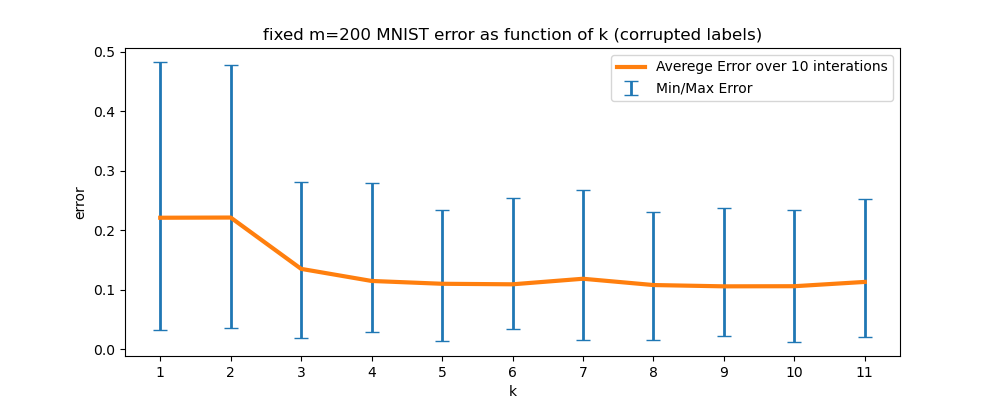 fixed m=200 MNIST error as function of k (corrupted labels)
Averege Error over 10 interations
Min/Max Error
error
0.5
0.4
0.3
0.2
0.1
0.0
1 2 3 4 5 6 7 8 9 10 11
k